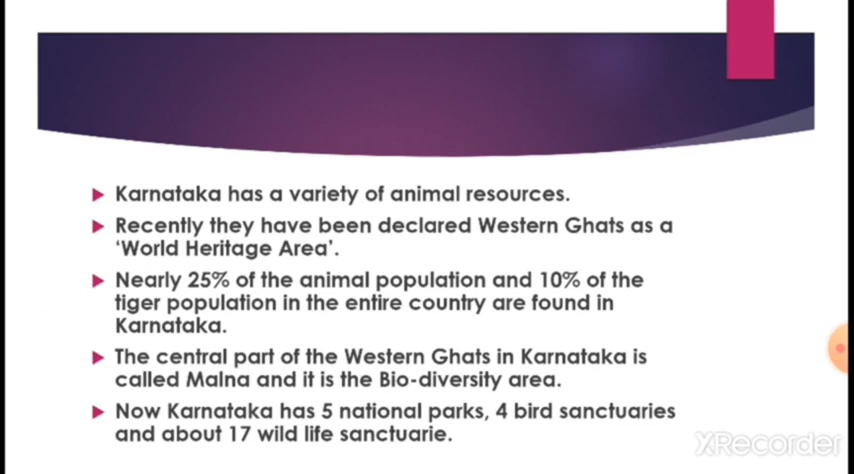 Karnataka has a variety of animal resources.
Recently they have been declared Western Ghats as a
‘World Heritage Area’.
Nearly 25% of the animal population and 10% of the
tiger population in the entire country are found in
Karnataka.
The central part of the Western Ghats in Karnataka is
called Malna and it is the Bio-diversity area.
Now Karnataka has 5 national parks, 4 bird sanctuaries
and about 17 wild life sanctuarie.
XRecorder